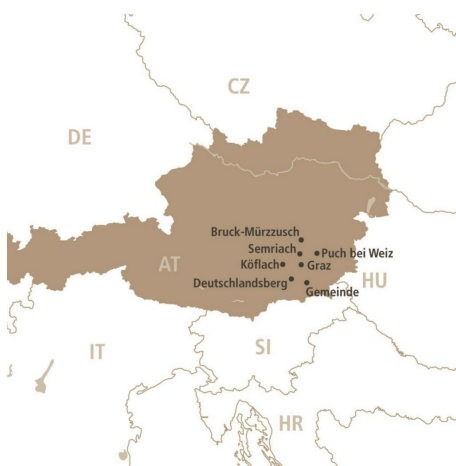 CZ
DE
Bruck-Mürzzusch
Semriach
Puch bei Weiz
AT
Köflach
Graz
Deutschlandsberg
HU
Gemeinde
IT
SI
HR